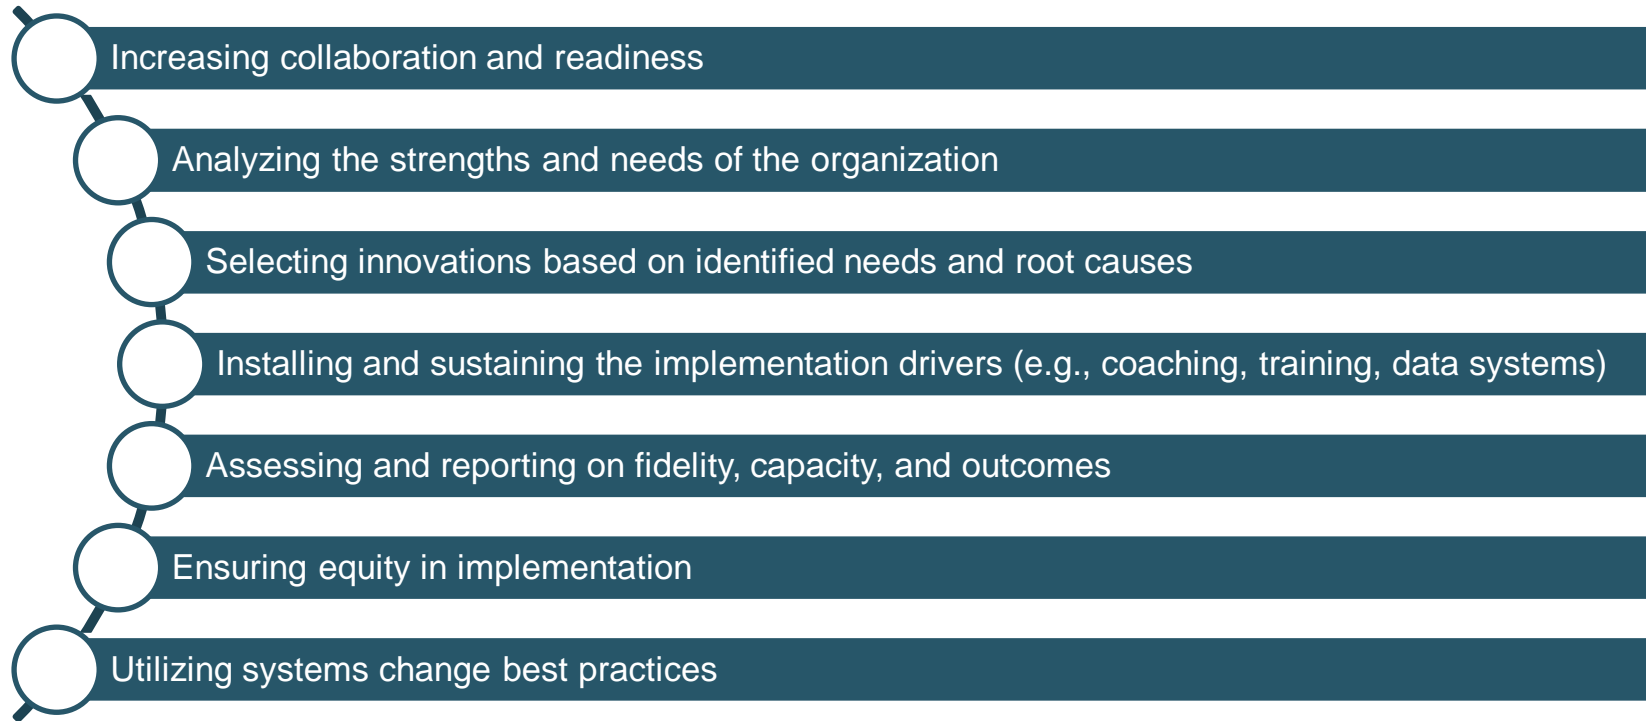 Increasing collaboration and readiness
Analyzing the strengths and needs of the organization
Selecting innovations based on identified needs and root causes
Installing and sustaining the implementation drivers (e.g., coaching, training, data systems)
Assessing and reporting on fidelity, capacity, and outcomes
Ensuring equity in implementation
Utilizing systems change best practices